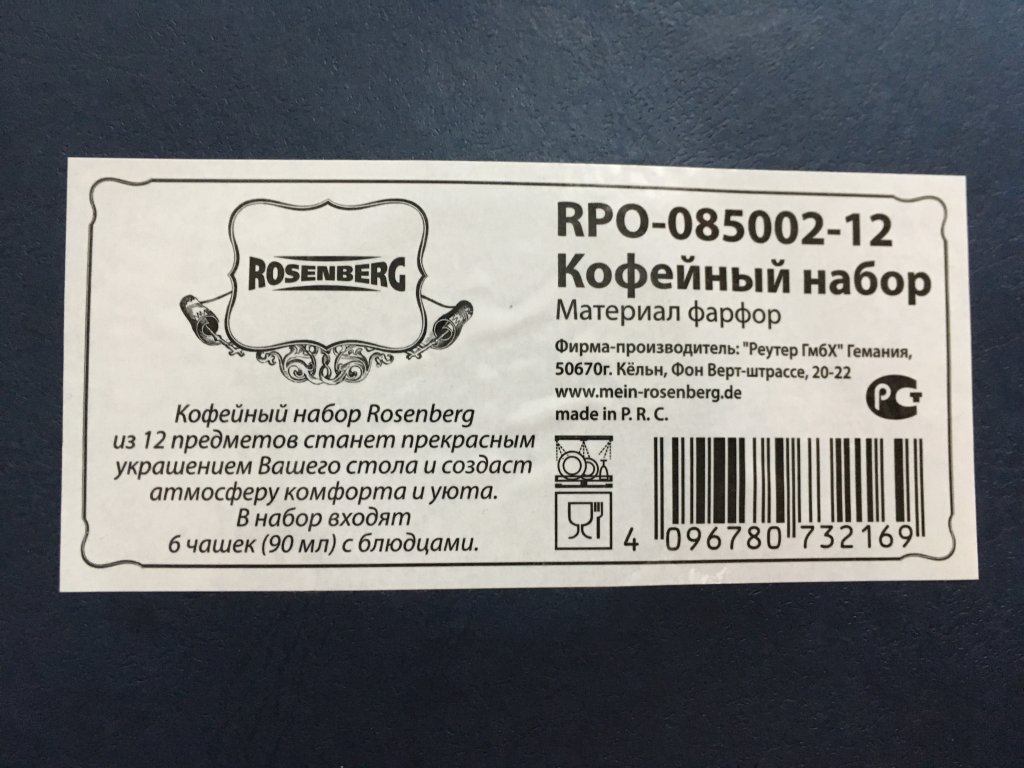 ROSENBERG
Кофейный набор Rosenberg
из 12 предметов станет прекрасным
украшением Вашего стола и создаст
атмосферу комфорта и уюта.
В набор входят
6 чашек (90 мл) с блюдцами.
RPO-085002-12
Кофейный набор
Материал фарфор
Фирма-производитель: "Реутер ГмбХ" Гемания,
50670г. Кёльн, Фон Верт-штрассе, 20-22
www.mein-rosenberg.de
made in P. R. C.
РСТ
4 096780 732169